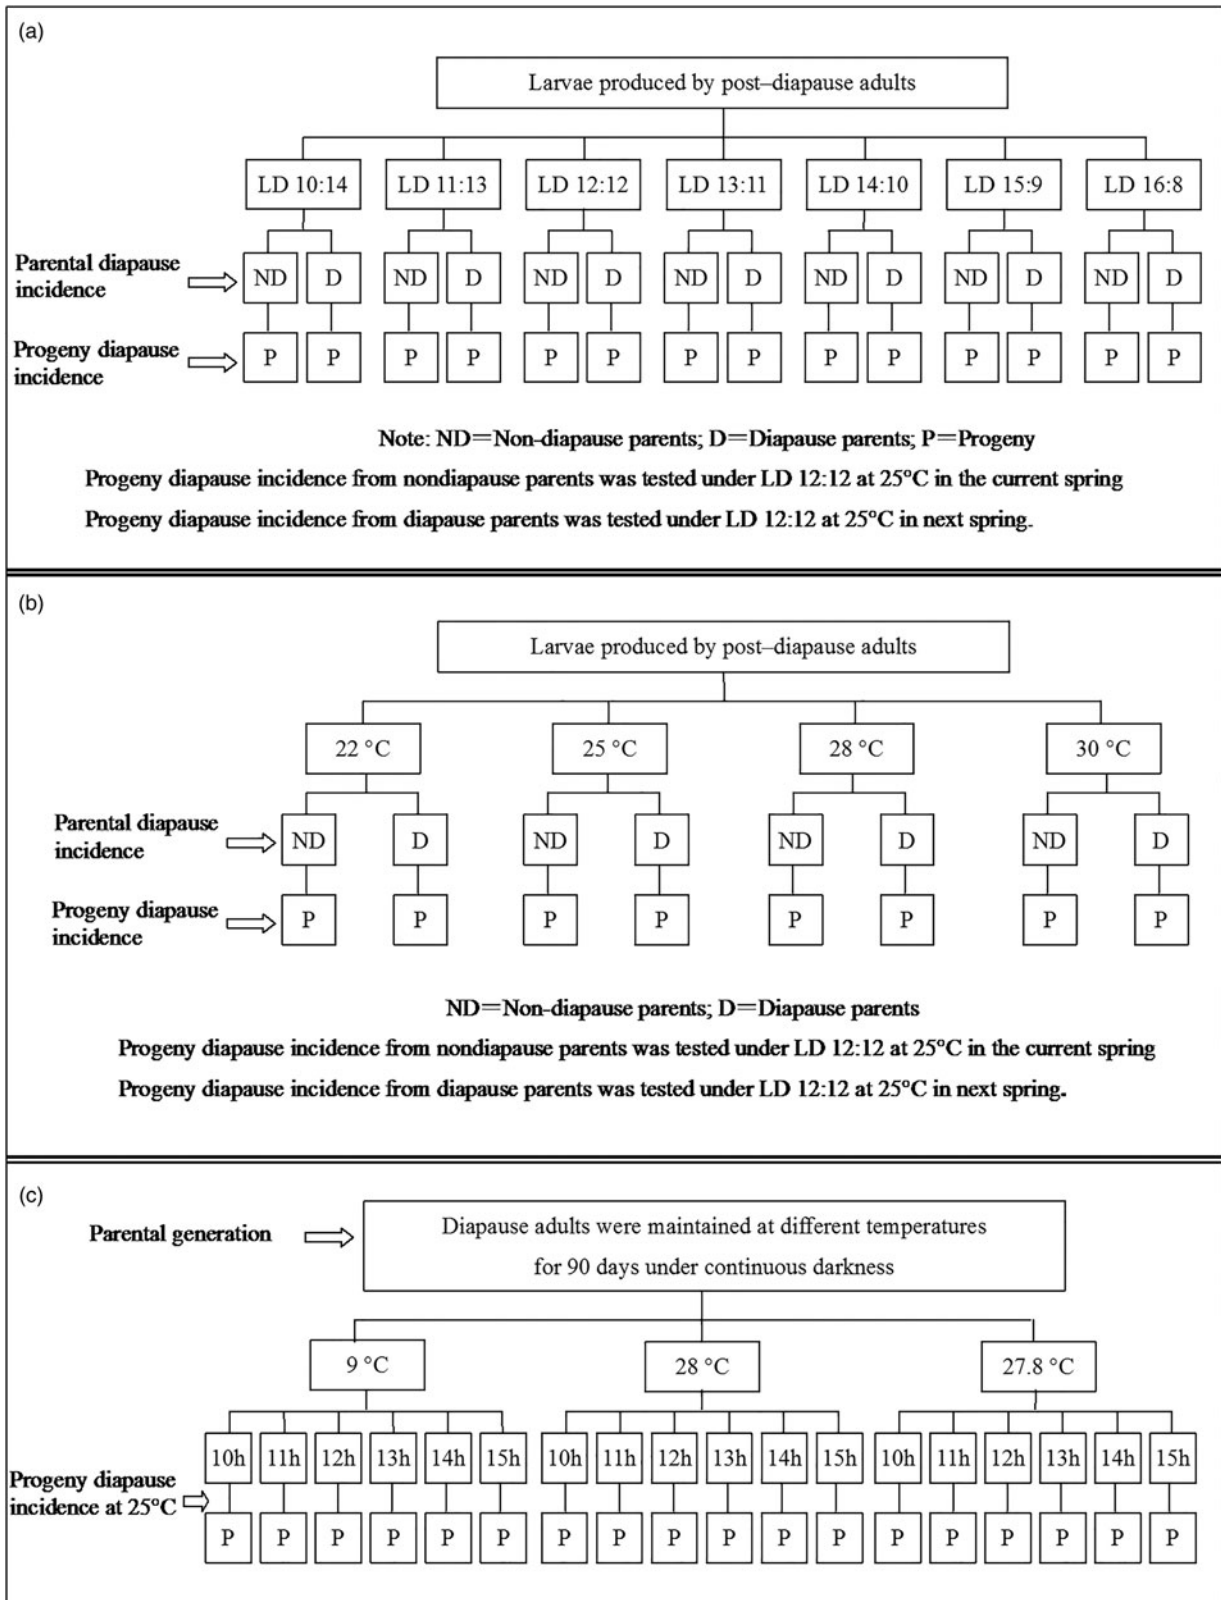 (a)
Larvae produced by post–diapause adults
LD 10:14 LD 11:13 LD 12:12 LD 13:11 LD 14:10 LD 15:9 LD 16:8
Parental diapause
incidence
ND D ND D ND D ND D ND D ND D ND D
Progeny diapause
incidence
P P P P P P P P P P P P P P
Note: ND=Non-diapause parents; D=Diapause parents; P=Progeny
Progeny diapause incidence from nondiapause parents was tested under LD 12:12 at 25°C in the current spring
Progeny diapause incidence from diapause parents was tested under LD 12:12 at 25°C in next spring.
(b)
Larvae produced by post–diapause adults
22 °C 25 °C 28 °C 30 °C
Parental diapause
incidence
ND D ND D ND D ND D
Progeny diapause
incidence
P P P P P P P P
ND=Non-diapause parents; D=Diapause parents
Progeny diapause incidence from nondiapause parents was tested under LD 12:12 at 25°C in the current spring
Progeny diapause incidence from diapause parents was tested under LD 12:12 at 25°C in next spring.
(c)
Parental generation
Diapause adults were maintained at different temperatures
for 90 days under continuous darkness
9 °C 28 °C 27.8 °C
10h 11h 12h 13h 14h 15h 10h 11h 12h 13h 14h 15h 10h 11h 12h 13h 14h 15h
Progeny diapause
incidence at 25°C
P P P P P P P P P P P P P P P P P P